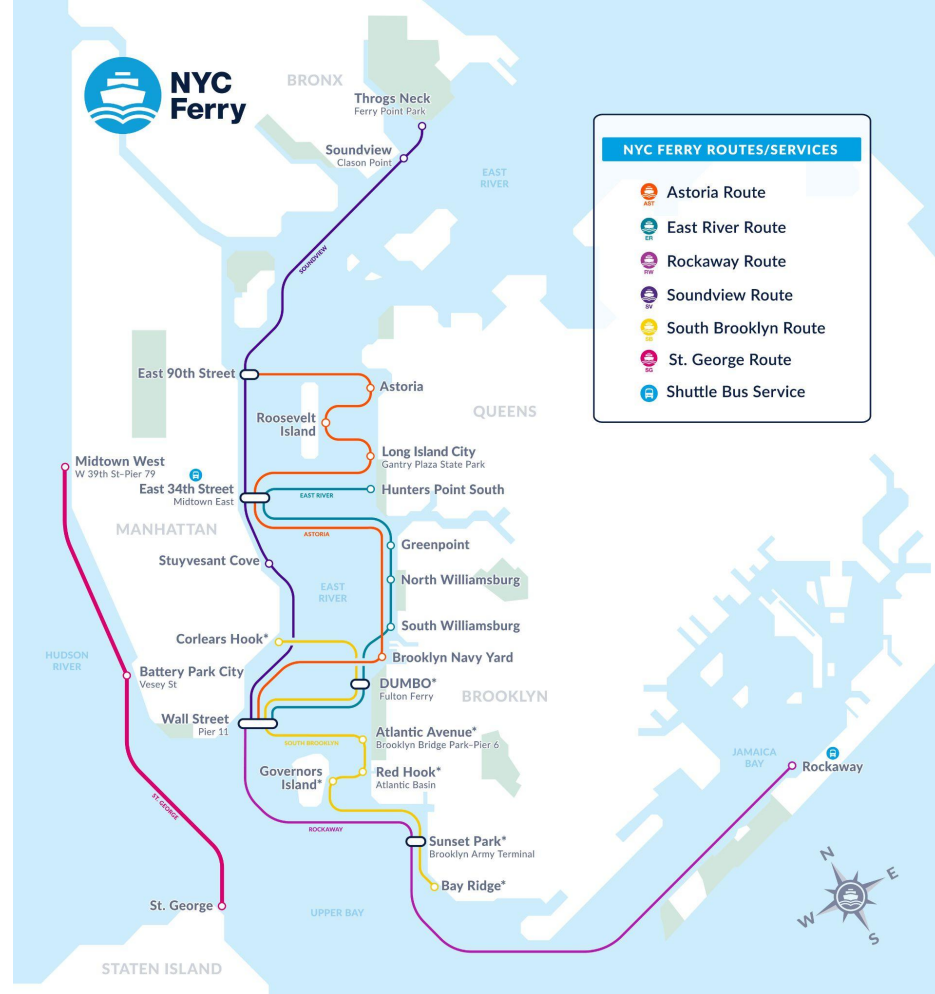 NYC
Ferry
BRONX
Throgs Neck
Ferry Point Park
Soundview
Clason Point
EAST
RIVER
SOUNDVIEW
NYC FERRY ROUTES/SERVICES
AST
Astoria Route
ER
East River Route
RW
Rockaway Route
SV
Soundview Route
SB
South Brooklyn Route
SG
St. George Route
Shuttle Bus Service
East 90th Street
Astoria
Roosevelt
Island
QUEENS
Long Island City
Gantry Plaza State Park
Midtown West
W 39th St–Pier 79
East 34th Street
Midtown East
EAST RIVER
Hunters Point South
MANHATTAN
ASTORIA
Greenpoint
Stuyvesant Cove
North Williamsburg
EAST
RIVER
South Williamsburg
Corlears Hook*
HUDSON
RIVER
Brooklyn Navy Yard
Battery Park City
Vesey St
DUMBO*
Fulton Ferry
BROOKLYN
Wall Street
Pier 11
SOUTH BROOKLYN
Atlantic Avenue*
Brooklyn Bridge Park–Pier 6
Governors
Island*
Red Hook*
Atlantic Basin
JAMAICA
BAY
Rockaway
ST. GEORGE
ROCKAWAY
Sunset Park*
Brooklyn Army Terminal
Bay Ridge*
N
E
W
S
St. George
UPPER BAY
STATEN ISLAND